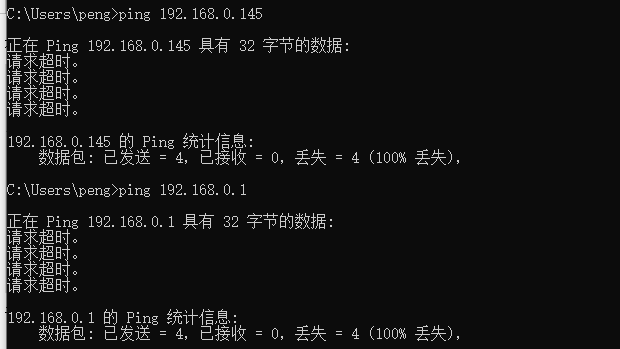 C:\Users\peng>ping 192.168.0.145
正在 Ping 192.168.0.145 具有 32 字节的数据:
请求超时。
请求超时。
请求超时。
请求超时。
192.168.0.145 的 Ping 统计信息:
数据包: 已发送 = 4, 已接收 = 0, 丢失 = 4 (100% 丢失),
C:\Users\peng>ping 192.168.0.1
正在 Ping 192.168.0.1 具有 32 字节的数据:
请求超时。
请求超时。
请求超时。
请求超时。
192.168.0.1 的 Ping 统计信息:
数据包: 已发送 = 4, 已接收 = 0, 丢失 = 4 (100% 丢失),